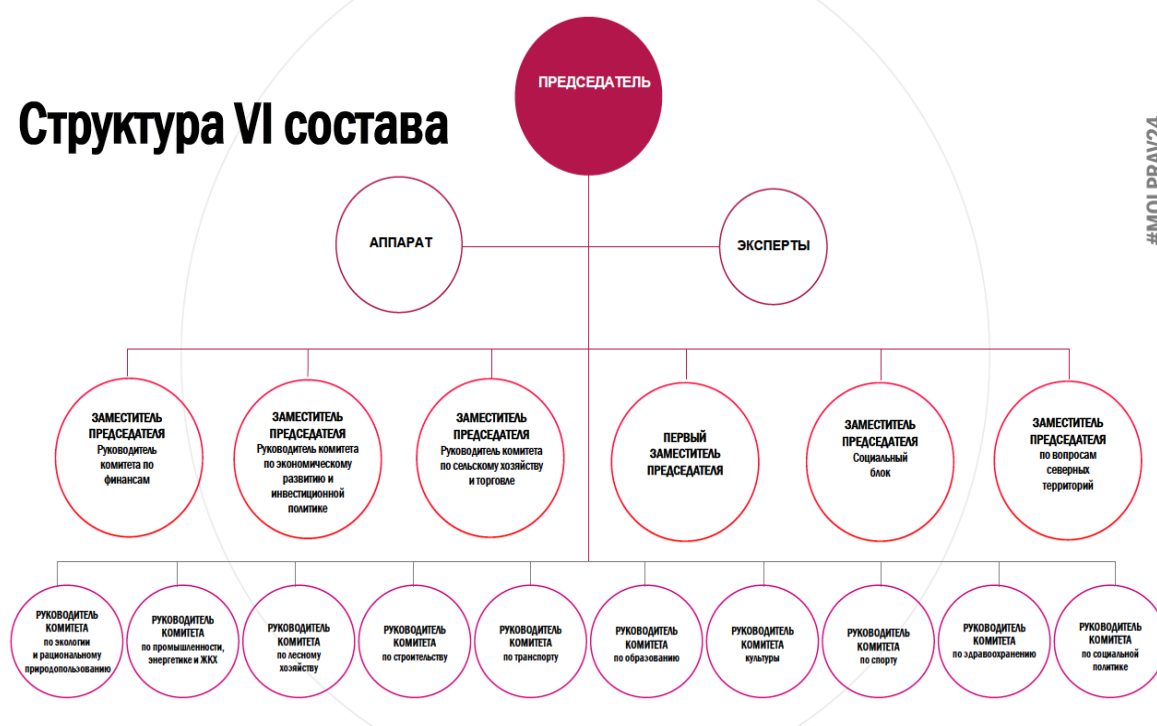 ПРЕДСЕДАТЕЛЬ
Структура VI состава
#MOLPRAV24
АППАРАТ
ЭКСПЕРТЫ
ЗАМЕСТИТЕЛЬ
ПРЕДСЕДАТЕЛЯ
Руководитель
комитета по
финансам
ЗАМЕСТИТЕЛЬ
ПРЕДСЕДАТЕЛЯ
Руководитель комитета
по экономическому
развитию и
инвестиционной
политике
ЗАМЕСТИТЕЛЬ
ПРЕДСЕДАТЕЛЯ
Руководитель комитета
по сельскому хозяйству
и торговле
ПЕРВЫЙ
ЗАМЕСТИТЕЛЬ
ПРЕДСЕДАТЕЛЯ
ЗАМЕСТИТЕЛЬ
ПРЕДСЕДАТЕЛЯ
Социальный
блок
ЗАМЕСТИТЕЛЬ
ПРЕДСЕДАТЕЛЯ
по вопросам
северных
территорий
РУКОВОДИТЕЛЬ
КОМИТЕТА
по экологии
и рациональному
природопользованию
РУКОВОДИТЕЛЬ
КОМИТЕТА
по промышленности,
энергетике и ЖКХ
РУКОВОДИТЕЛЬ
КОМИТЕТА
по лесному
хозяйству
РУКОВОДИТЕЛЬ
КОМИТЕТА
по строительству
РУКОВОДИТЕЛЬ
КОМИТЕТА
по транспорту
РУКОВОДИТЕЛЬ
КОМИТЕТА
по образованию
РУКОВОДИТЕЛЬ
КОМИТЕТА
культуры
РУКОВОДИТЕЛЬ
КОМИТЕТА
по спорту
РУКОВОДИТЕЛЬ
КОМИТЕТА
по здравоохранению
РУКОВОДИТЕЛЬ
КОМИТЕТА
по социальной
политике